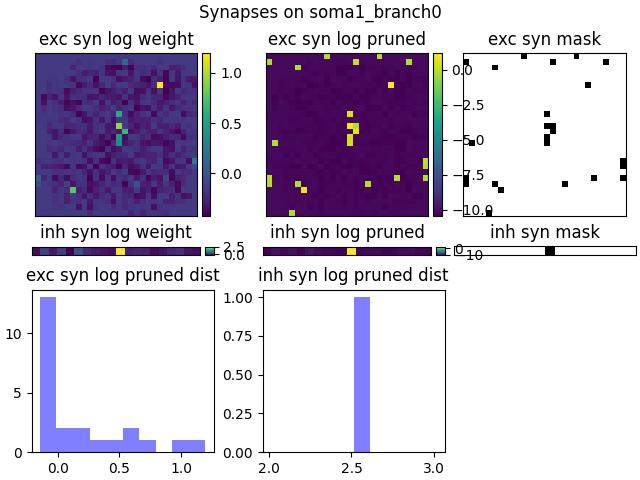 Synapses on soma1_branch0
exc syn log weight
exc syn log pruned
exc syn mask
1.0
0.5
0.0
0.0
−2.5
−5.0
−7.5
−10.0
inh syn log weight
inh syn log pruned
inh syn mask
2.5
0.0
0
−10
exc syn log pruned dist
inh syn log pruned dist
10
5
0
0.0 0.5 1.0
1.00
0.75
0.50
0.25
0.00
2.0 2.5 3.0